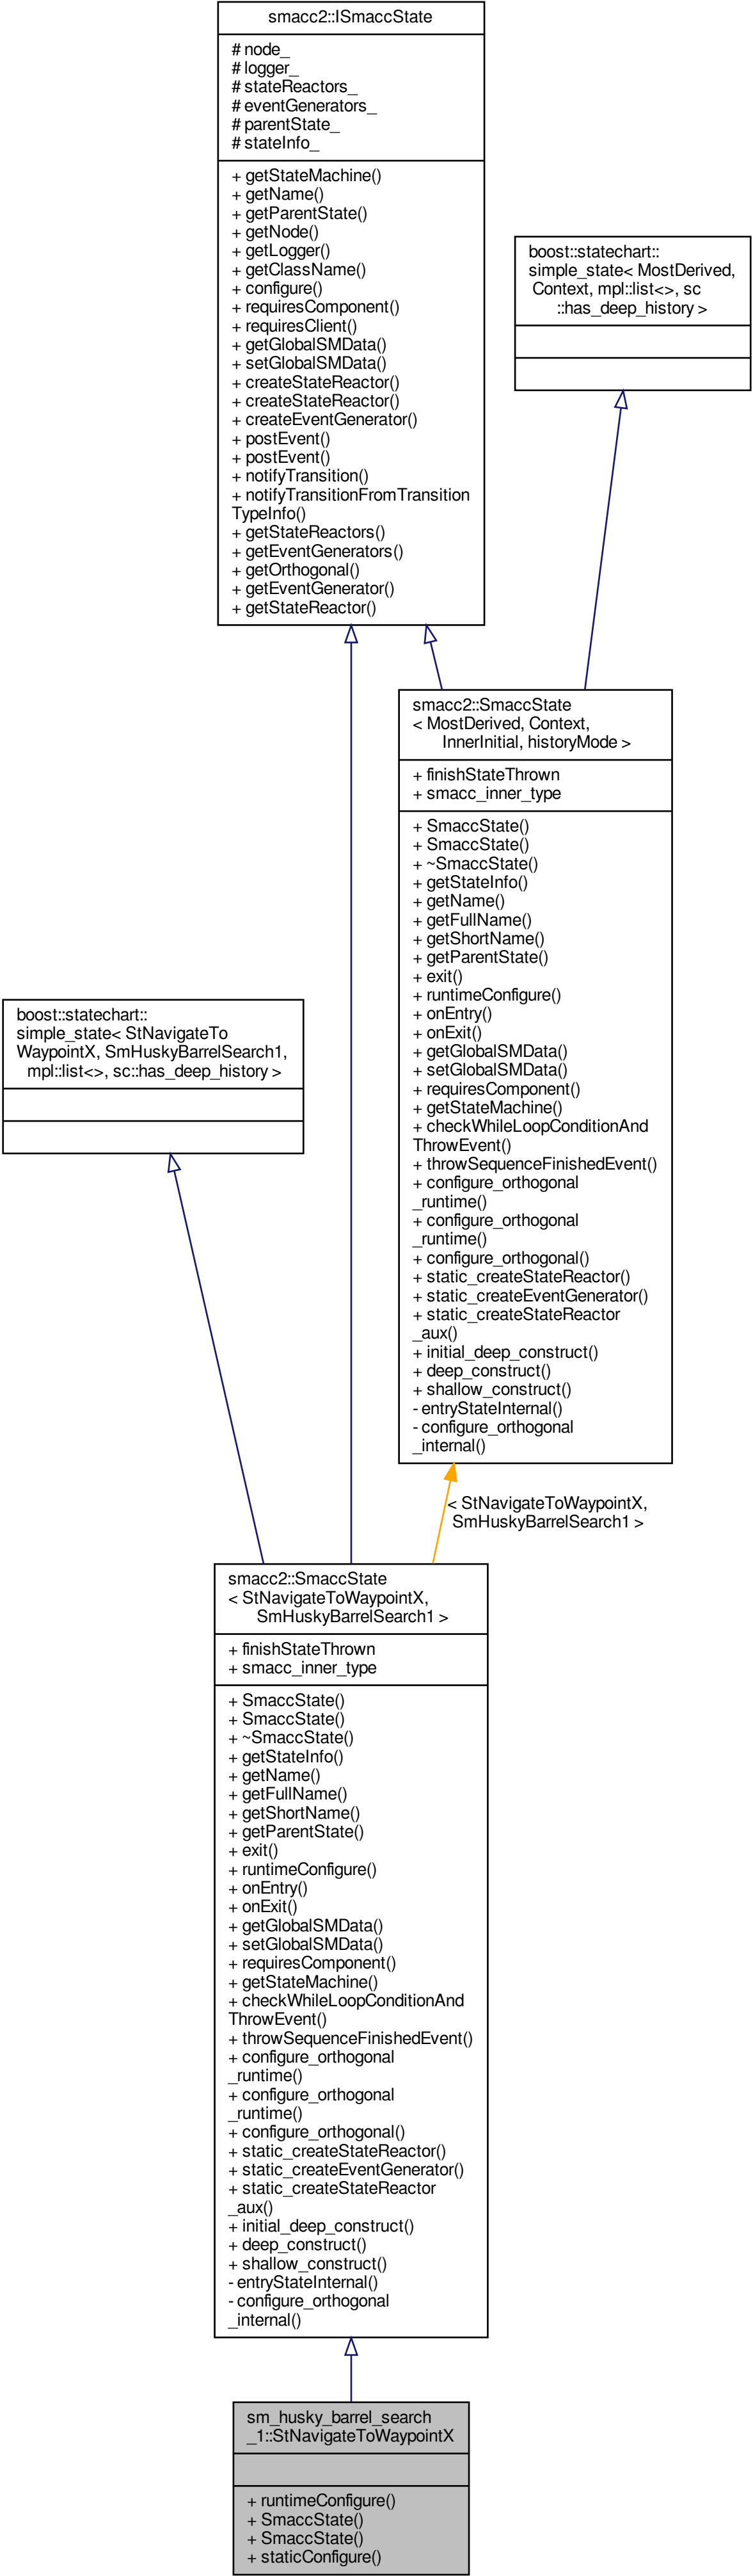 smacc2::ISmaccState
# node_
# logger_
# stateReactors_
# eventGenerators_
# parentState_
# stateInfo_
+ getStateMachine()
+ getName()
+ getParentState()
+ getNode()
+ getLogger()
+ getClassName()
+ configure()
+ requiresComponent()
+ requiresClient()
+ getGlobalSMData()
+ setGlobalSMData()
+ createStateReactor()
+ createStateReactor()
+ createEventGenerator()
+ postEvent()
+ postEvent()
+ notifyTransition()
+ notifyTransitionFromTransition
TypeInfo()
+ getStateReactors()
+ getEventGenerators()
+ getOrthogonal()
+ getEventGenerator()
+ getStateReactor()
boost::statechart::
simple_state< MostDerived,
Context, mpl::list<>, sc
::has_deep_history >
smacc2::SmaccState
< MostDerived, Context,
InnerInitial, historyMode >
+ finishStateThrown
+ smacc_inner_type
+ SmaccState()
+ SmaccState()
+ ~SmaccState()
+ getStateInfo()
+ getName()
+ getFullName()
+ getShortName()
+ getParentState()
+ exit()
+ runtimeConfigure()
+ onEntry()
+ onExit()
+ getGlobalSMData()
+ setGlobalSMData()
+ requiresComponent()
+ getStateMachine()
+ checkWhileLoopConditionAnd
ThrowEvent()
+ throwSequenceFinishedEvent()
+ configure_orthogonal
_runtime()
+ configure_orthogonal
_runtime()
+ configure_orthogonal()
+ static_createStateReactor()
+ static_createEventGenerator()
+ static_createStateReactor
_aux()
+ initial_deep_construct()
+ deep_construct()
+ shallow_construct()
- entryStateInternal()
- configure_orthogonal
_internal()
boost::statechart::
simple_state< StNavigateTo
WaypointX, SmHuskyBarrelSearch1,
mpl::list<>, sc::has_deep_history >
< StNavigateToWaypointX,
SmHuskyBarrelSearch1 >
smacc2::SmaccState
< StNavigateToWaypointX,
SmHuskyBarrelSearch1 >
+ finishStateThrown
+ smacc_inner_type
+ SmaccState()
+ SmaccState()
+ ~SmaccState()
+ getStateInfo()
+ getName()
+ getFullName()
+ getShortName()
+ getParentState()
+ exit()
+ runtimeConfigure()
+ onEntry()
+ onExit()
+ getGlobalSMData()
+ setGlobalSMData()
+ requiresComponent()
+ getStateMachine()
+ checkWhileLoopConditionAnd
ThrowEvent()
+ throwSequenceFinishedEvent()
+ configure_orthogonal
_runtime()
+ configure_orthogonal
_runtime()
+ configure_orthogonal()
+ static_createStateReactor()
+ static_createEventGenerator()
+ static_createStateReactor
_aux()
+ initial_deep_construct()
+ deep_construct()
+ shallow_construct()
- entryStateInternal()
- configure_orthogonal
_internal()
sm_husky_barrel_search
_1::StNavigateToWaypointX
+ runtimeConfigure()
+ SmaccState()
+ SmaccState()
+ staticConfigure()